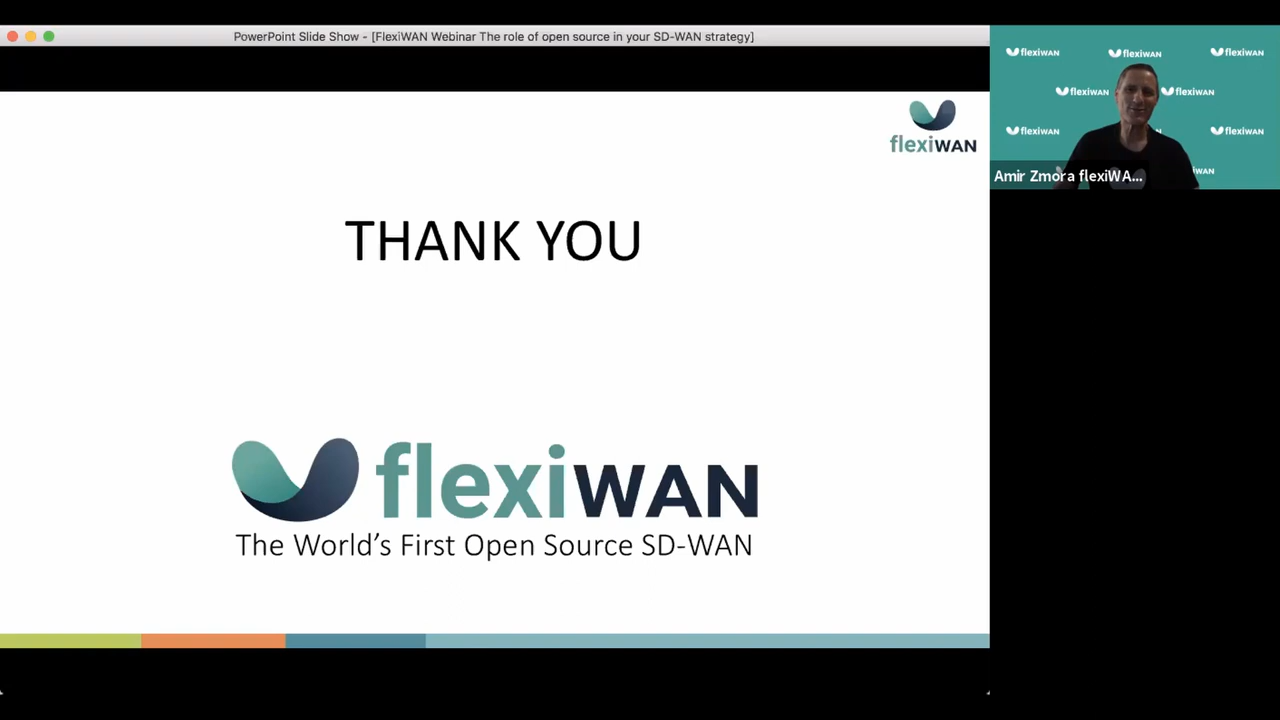 PowerPoint Slide Show - [FlexiWAN Webinar The role of open source in your SD-WAN strategy]
flexiWAN
THANK YOU
flexiWAN
The World's First Open Source SD-WAN
flexiWAN flexiWAN flexiWAN
flexiWAN flexiWAN
flexiWAN flexiWAN
Amir Zmora flexiWA...